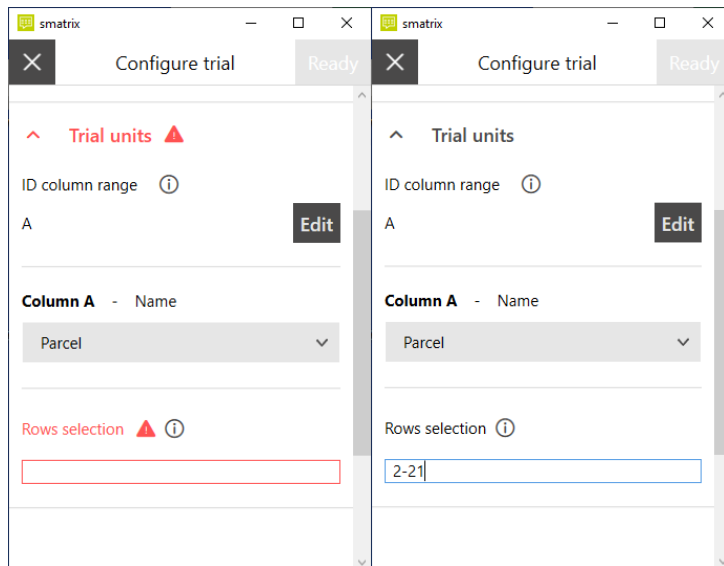 smatrix
Configure trial
Ready
Trial units
ID column range
A
Edit
Column A - Name
Parcel
Rows selection
smatrix
Configure trial
Ready
Trial units
ID column range
A
Edit
Column A - Name
Parcel
Rows selection
2-21